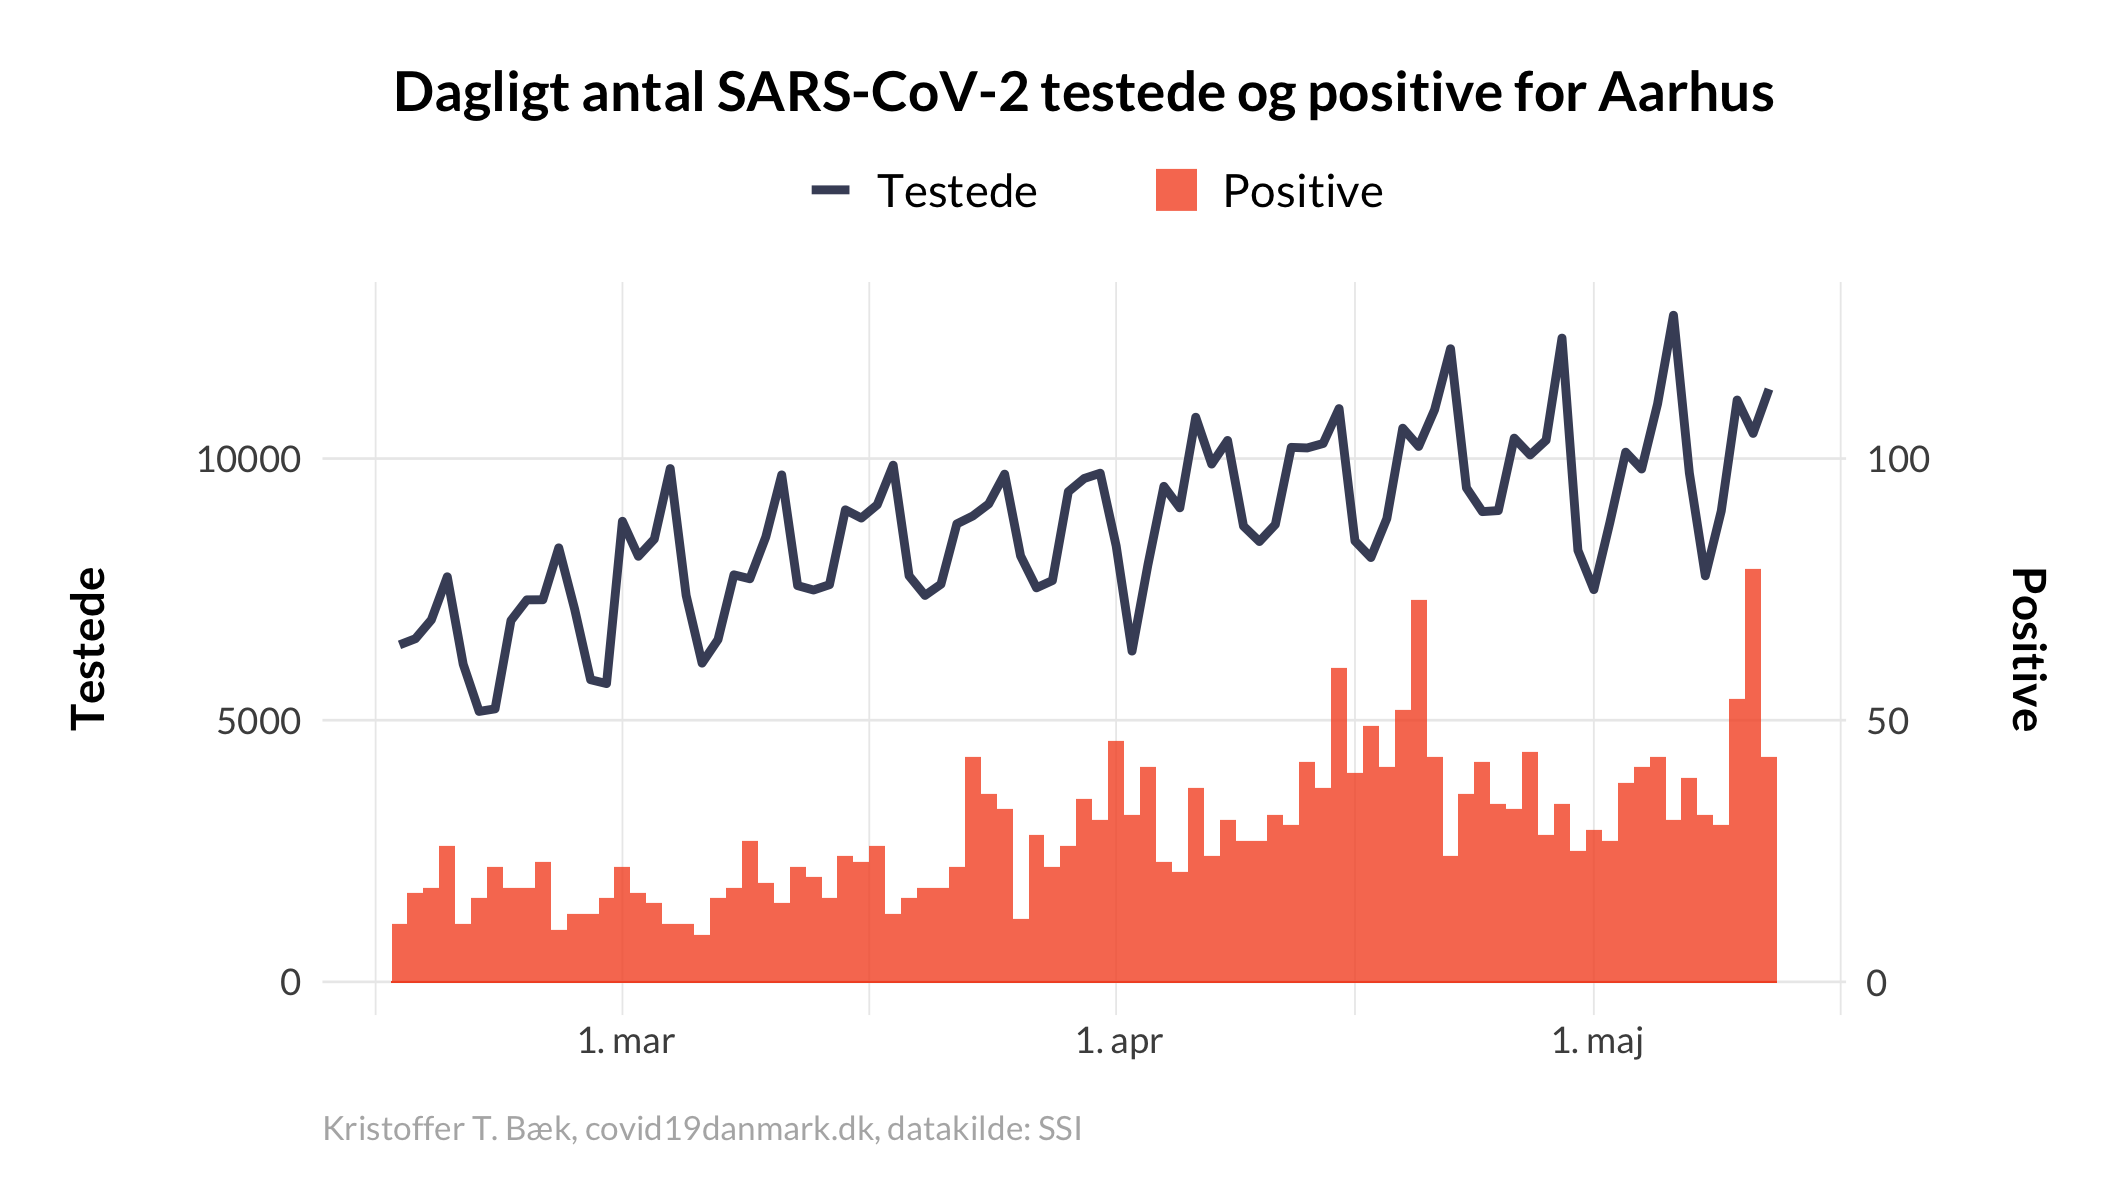 Dagligt antal SARS-CoV-2 testede og positive for Aarhus
Testede
Positive
10000
5000
0
100
50
0
Testede
Positive
1. mar
1. apr
1. maj
Kristoffer T. Bæk, covid19danmark.dk, datakilde: SSI